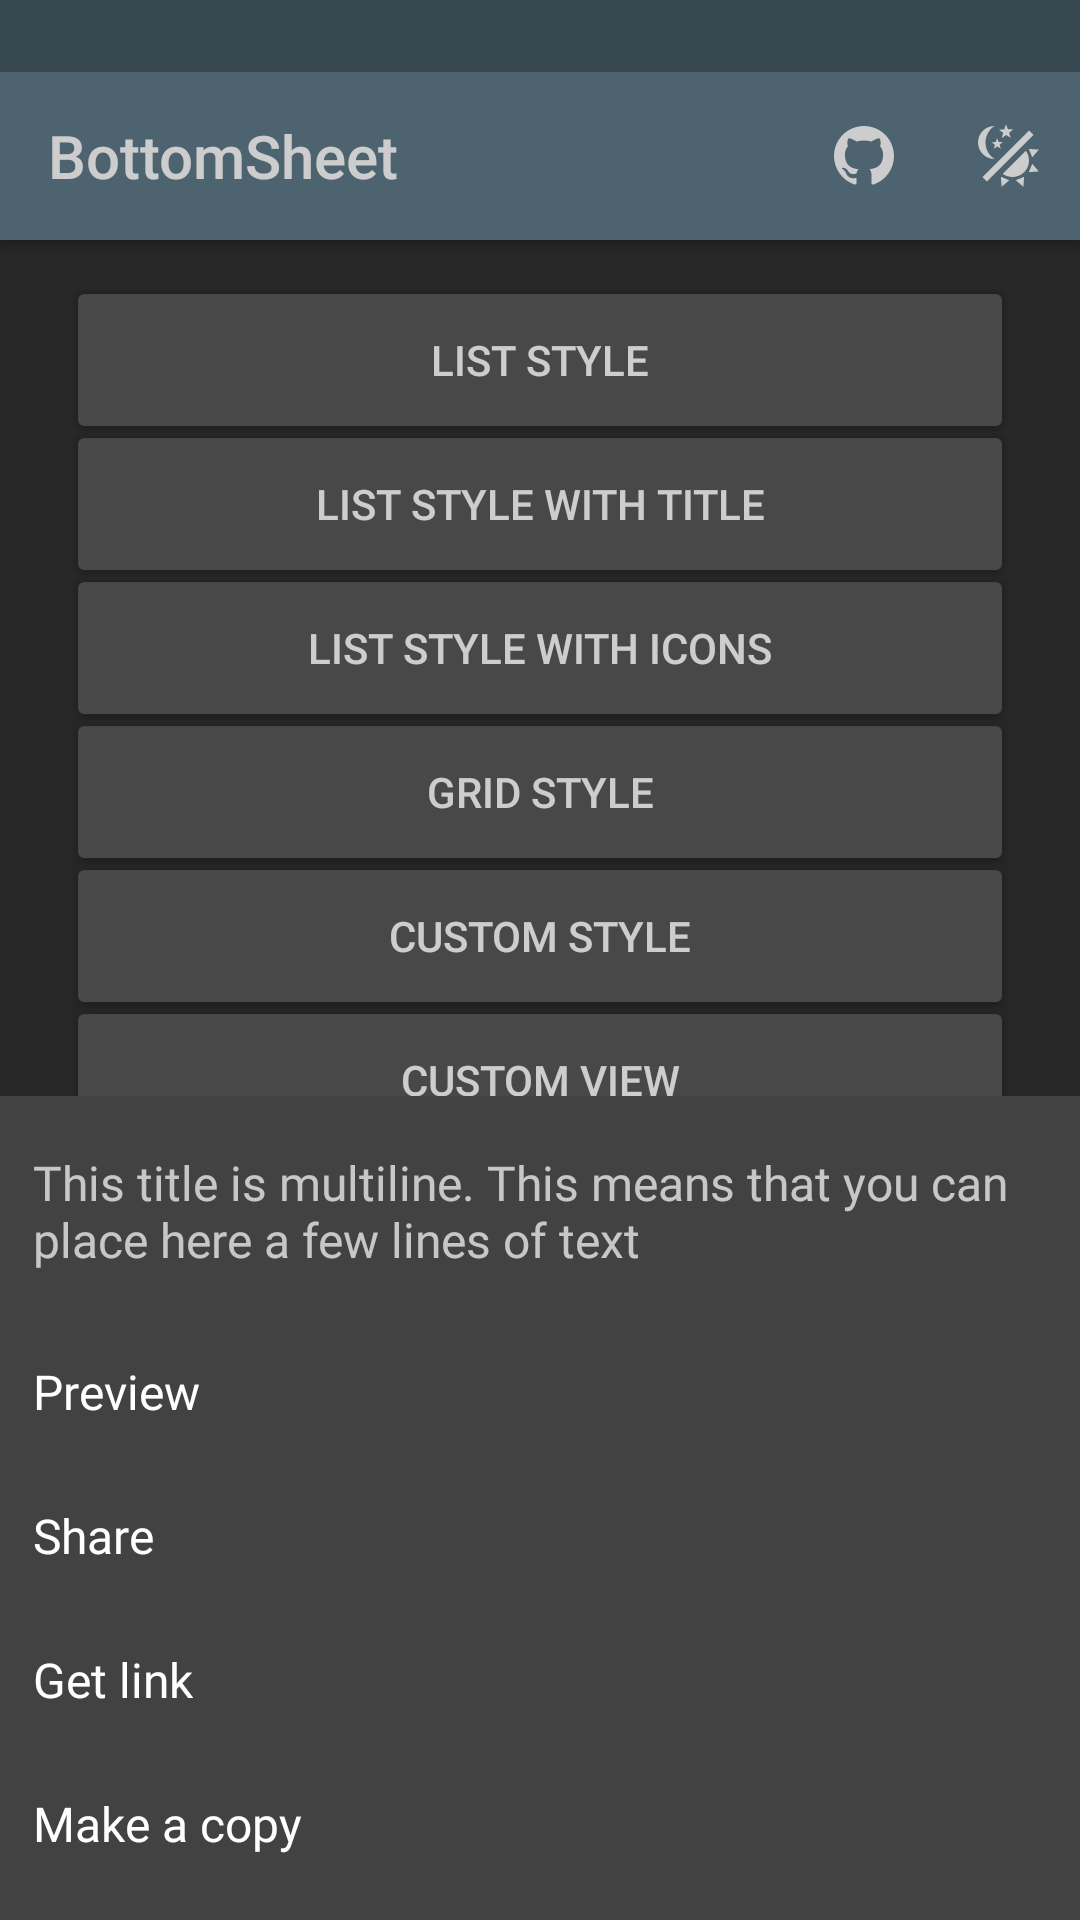 BottomSheet
LIST STYLE
LIST STYLE WITH TITLE
LIST STYLE WITH ICONS
GRID STYLE
CUSTOM STYLE
CUSTOM VIEW
This title is multiline. This means that you can
place here a few lines of text
Preview
Share
Get link
Make a copy